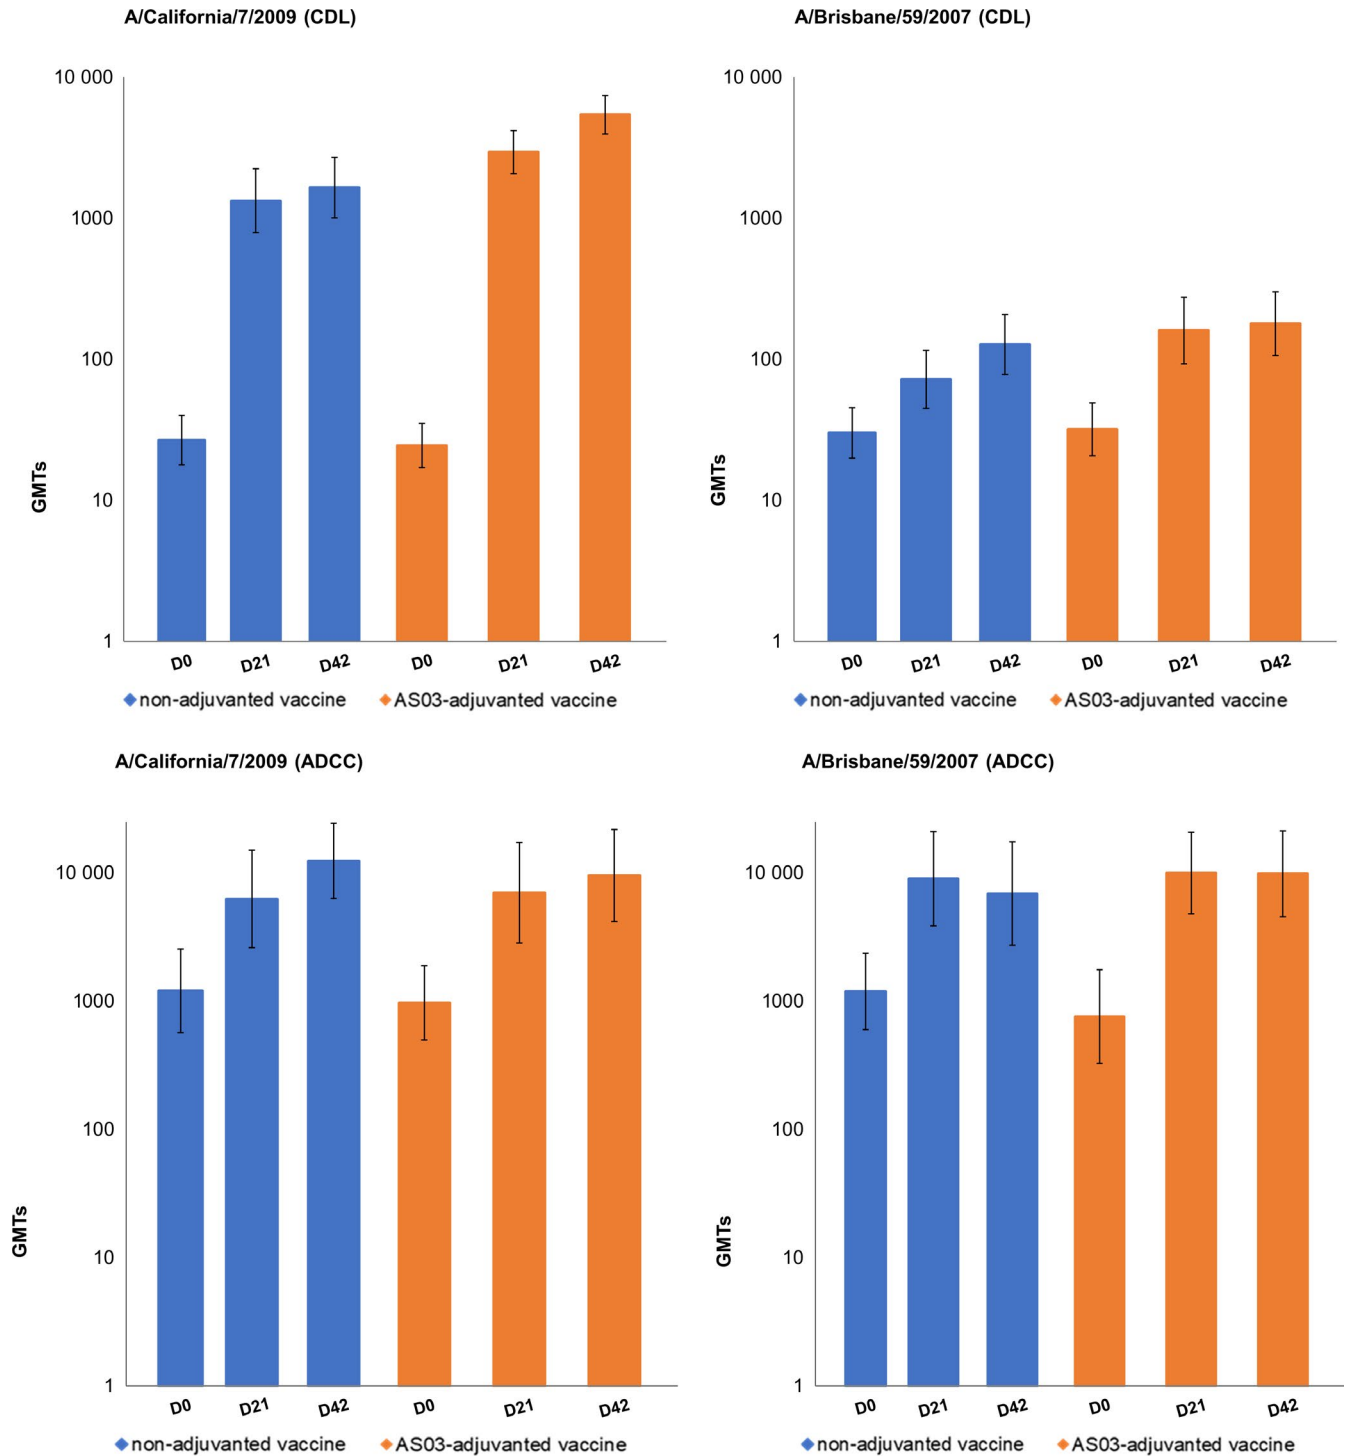 A/California/7/2009 (CDL)
10 000
1000
100
10
1
GMTs
D0 D21 D42 D0 D21 D42
non-adjuvanted vaccine AS03-adjuvanted vaccine
A/Brisbane/59/2007 (CDL)
10 000
1000
100
10
1
GMTs
D0 D21 D42 D0 D21 D42
non-adjuvanted vaccine AS03-adjuvanted vaccine
A/California/7/2009 (ADCC)
10 000
1000
100
10
1
GMTs
D0 D21 D42 D0 D21 D42
non-adjuvanted vaccine AS03-adjuvanted vaccine
A/Brisbane/59/2007 (ADCC)
10 000
1000
100
10
1
GMTs
D0 D21 D42 D0 D21 D42
non-adjuvanted vaccine AS03-adjuvanted vaccine